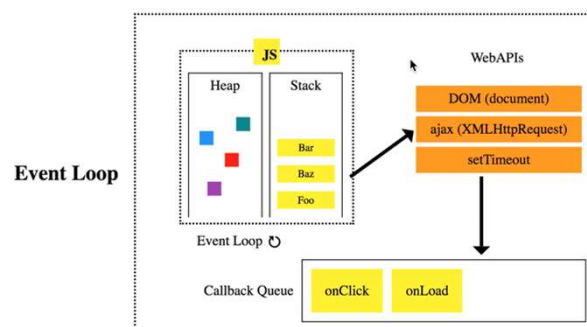 Event Loop
JS
Heap
Stack
Bar
Baz
Foo
Event Loop ↻
WebAPIs
DOM (document)
ajax (XMLHttpRequest)
setTimeout
Callback Queue
onClick
onLoad